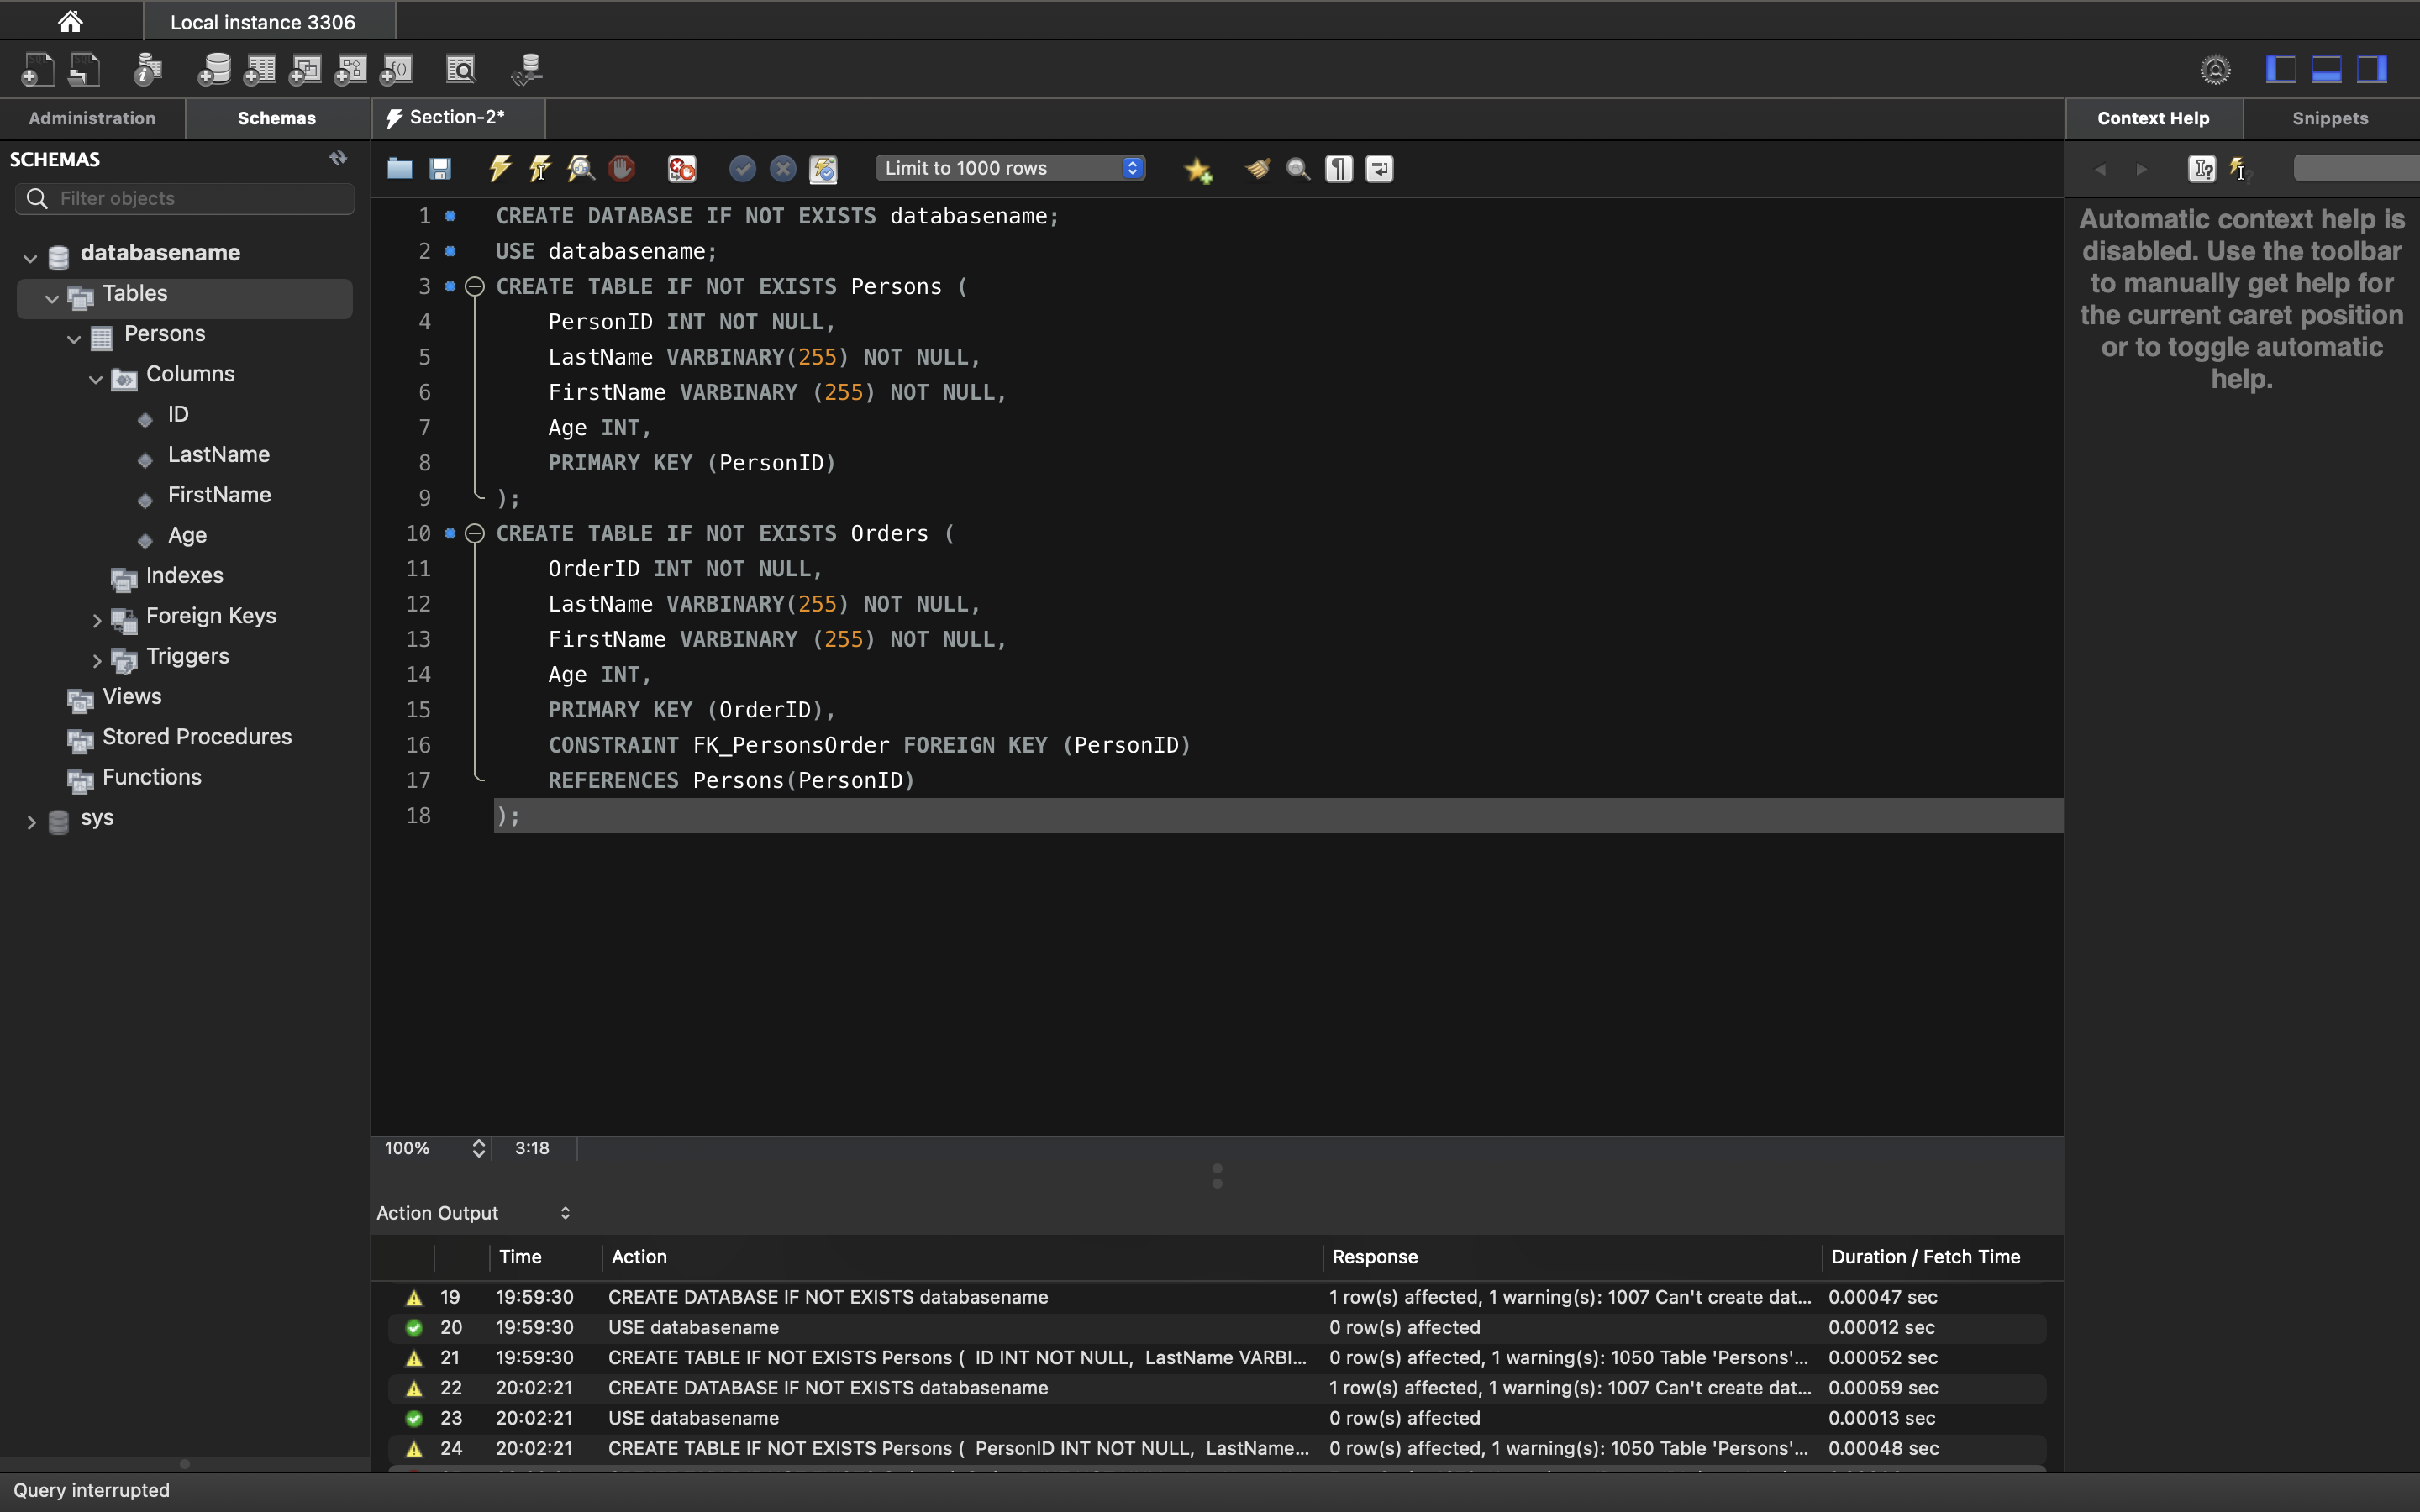 Local instance 3306
Administration
Schemas
Section-2*
Context Help
Snippets
SCHEMAS
Filter objects
Limit to 1000 rows
databasename
Tables
Persons
Columns
ID
LastName
FirstName
Age
Indexes
Foreign Keys
Triggers
Views
Stored Procedures
Functions
sys
1 CREATE DATABASE IF NOT EXISTS databasename;
2 USE databasename;
3 CREATE TABLE IF NOT EXISTS Persons (
4 PersonID INT NOT NULL,
5 LastName VARBINARY(255) NOT NULL,
6 FirstName VARBINARY (255) NOT NULL,
7 Age INT,
8 PRIMARY KEY (PersonID)
9 );
10 CREATE TABLE IF NOT EXISTS Orders (
11 OrderID INT NOT NULL,
12 LastName VARBINARY(255) NOT NULL,
13 FirstName VARBINARY (255) NOT NULL,
14 Age INT,
15 PRIMARY KEY (OrderID),
16 CONSTRAINT FK_PersonsOrder FOREIGN KEY (PersonID)
17 REFERENCES Persons(PersonID)
18 );
Automatic context help is
disabled. Use the toolbar
to manually get help for
the current caret position
or to toggle automatic
help.
100% 3:18
Action Output
Time Action Response Duration / Fetch Time
19 19:59:30 CREATE DATABASE IF NOT EXISTS databasename 1 row(s) affected, 1 warning(s): 1007 Can't create dat... 0.00047 sec
20 19:59:30 USE databasename 0 row(s) affected 0.00012 sec
21 19:59:30 CREATE TABLE IF NOT EXISTS Persons ( ID INT NOT NULL, LastName VARBI... 0 row(s) affected, 1 warning(s): 1050 Table 'Persons'... 0.00052 sec
22 20:02:21 CREATE DATABASE IF NOT EXISTS databasename 1 row(s) affected, 1 warning(s): 1007 Can't create dat... 0.00059 sec
23 20:02:21 USE databasename 0 row(s) affected 0.00013 sec
24 20:02:21 CREATE TABLE IF NOT EXISTS Persons ( PersonID INT NOT NULL, LastName... 0 row(s) affected, 1 warning(s): 1050 Table 'Persons'... 0.00048 sec
Query interrupted